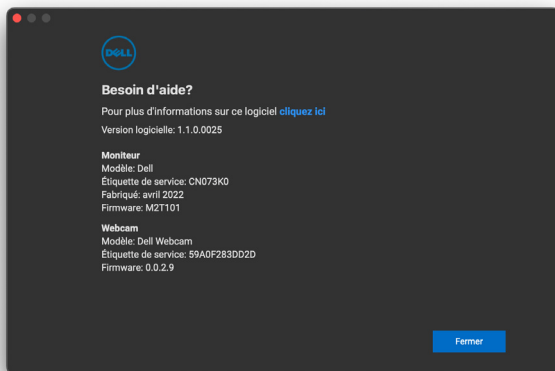 DELL
Besoin d'aide?
Pour plus d'informations sur ce logiciel cliquez ici
Version logicielle: 1.1.0.0025
Moniteur
Modèle: Dell
Étiquette de service: CN073K0
Fabriqué: avril 2022
Firmware: M2T101
Webcam
Modèle: Dell Webcam
Étiquette de service: 59A0F283DD2D
Firmware: 0.0.2.9
Fermer